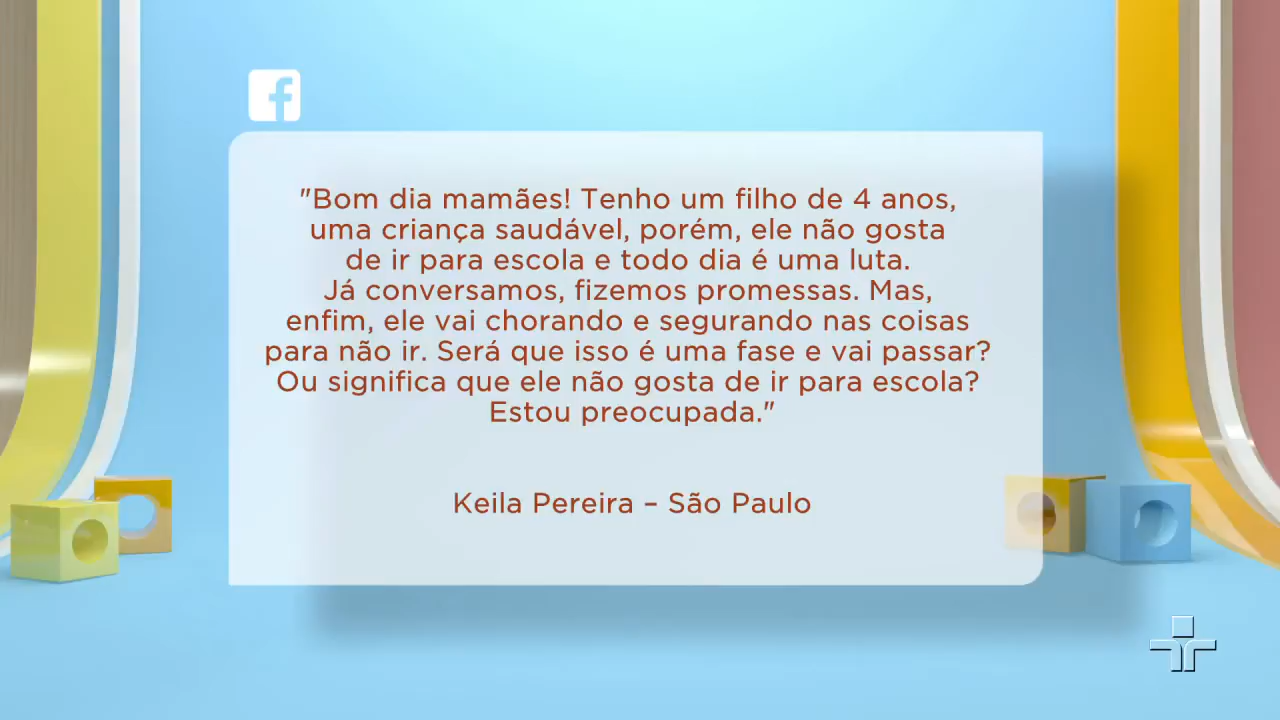 "Bom dia mamães! Tenho um filho de 4 anos,
uma criança saudável, porém, ele não gosta
de ir para escola e todo dia é uma luta.
Já conversamos, fizemos promessas. Mas,
enfim, ele vai chorando e segurando nas coisas
para não ir. Será que isso é uma fase e vai passar?
Ou significa que ele não gosta de ir para escola?
Estou preocupada."
Keila Pereira – São Paulo